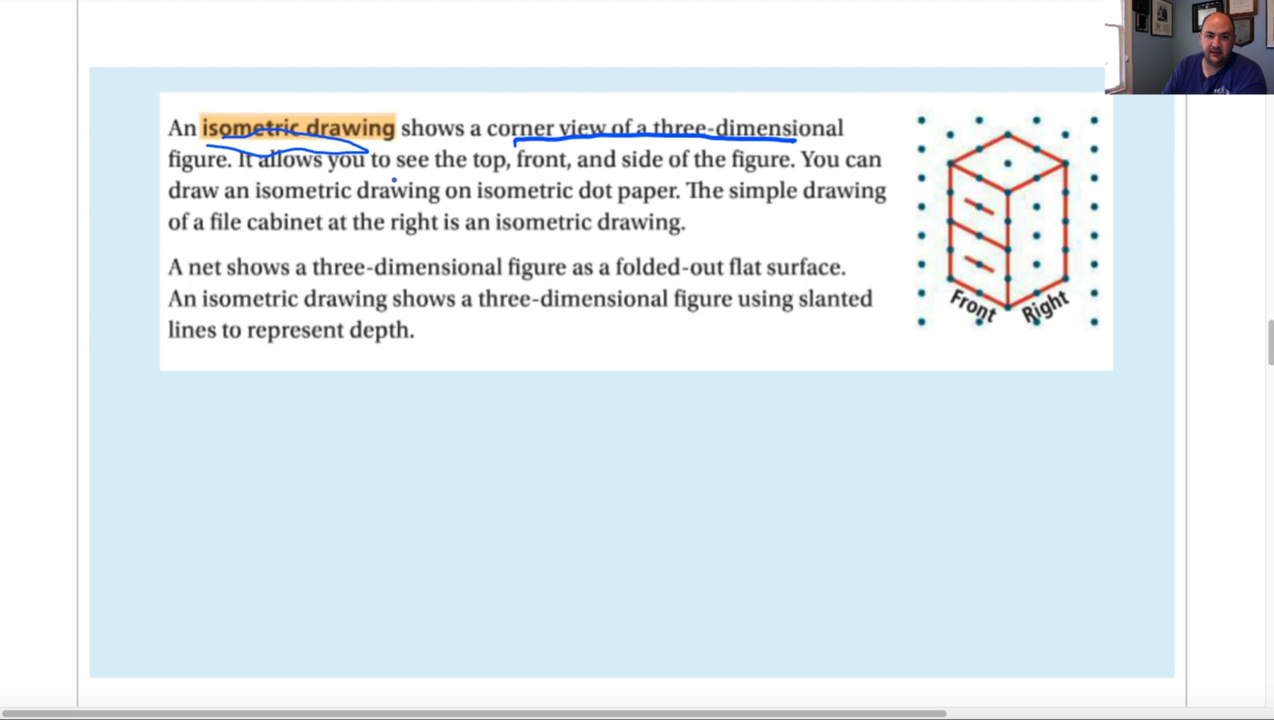 An isometric drawing shows a corner view of a three-dimensional
figure. It allows you to see the top, front, and side of the figure. You can
draw an isometric drawing on isometric dot paper. The simple drawing
of a file cabinet at the right is an isometric drawing.
A net shows a three-dimensional figure as a folded-out flat surface.
An isometric drawing shows a three-dimensional figure using slanted
lines to represent depth.
Front
Right